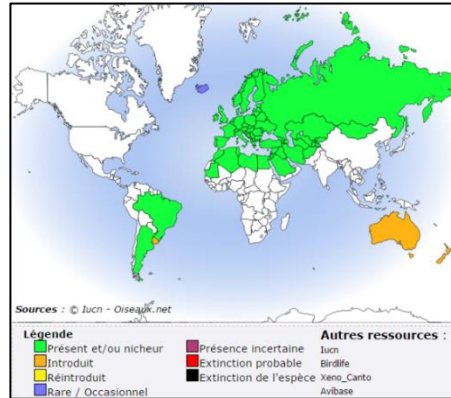 Sources : © Iucn - Oiseaux.net
Légende
Présent et/ou nicheur
Introduit
Réintroduit
Rare / Occasionnel
Présence incertaine
Extinction probable
Extinction de l'espèce
Autres ressources :
Iucn
Birdlife
Xeno_Canto
Avibase